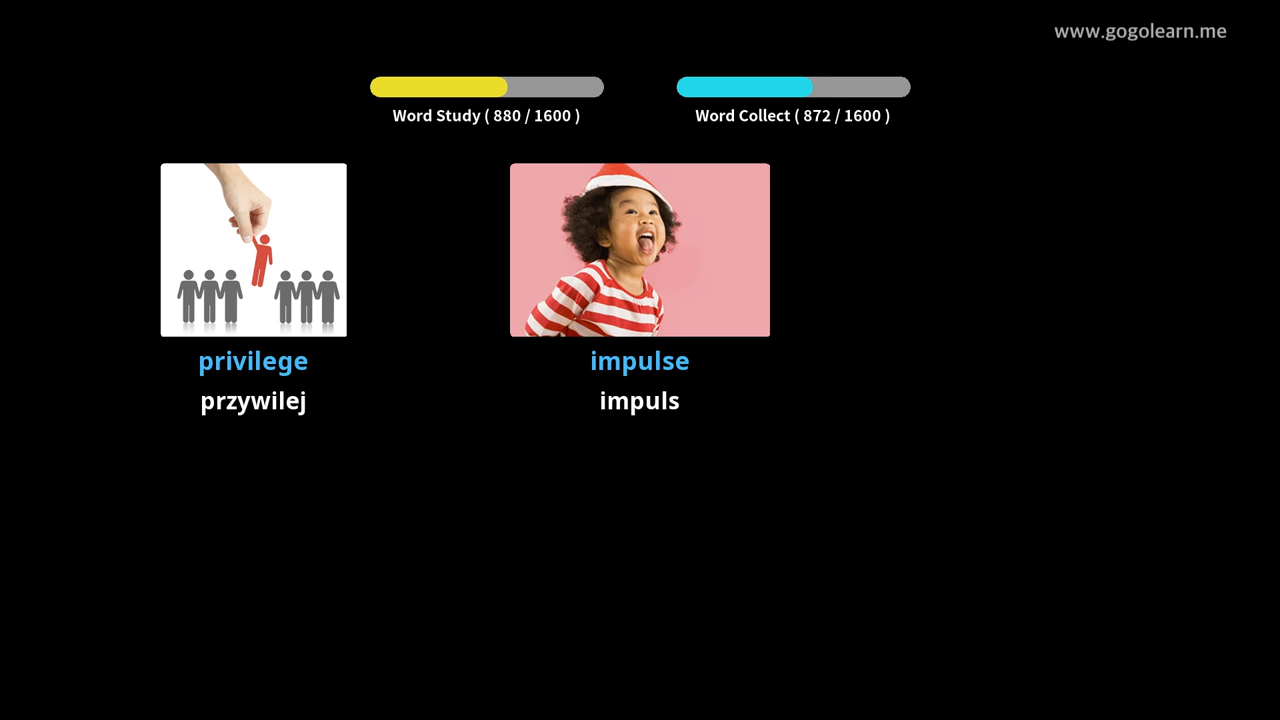 www.gogolearn.me
Word Study ( 880 / 1600 )
Word Collect ( 872 / 1600 )
privilege
przywilej
impulse
impuls